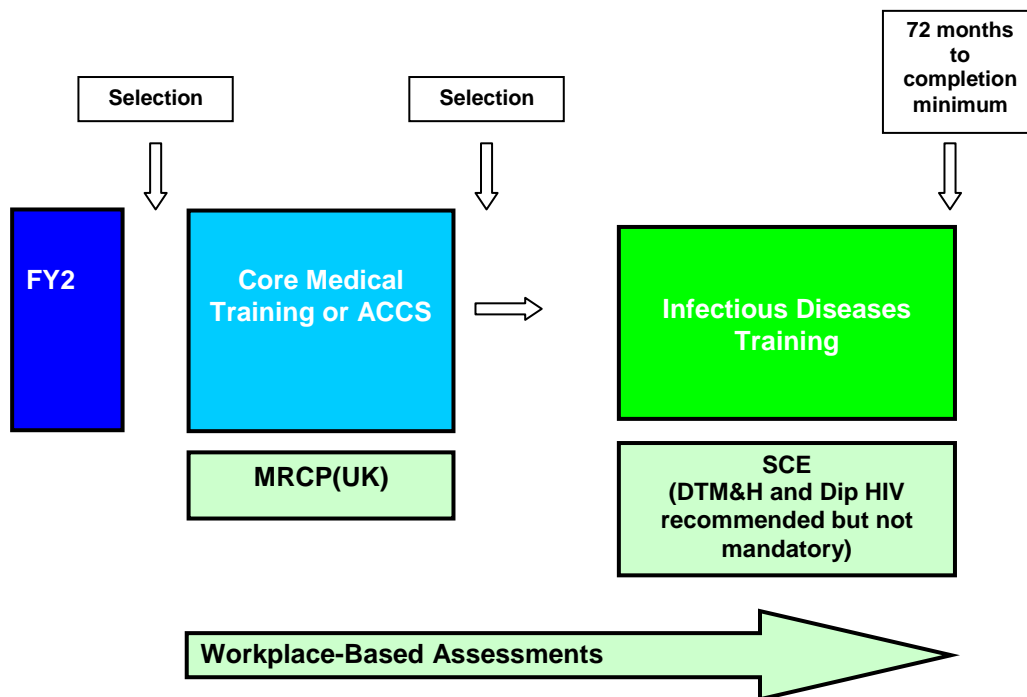 72 months
to
completion
minimum
Selection
Selection
FY2
Core Medical
Training or ACCS
Infectious Diseases
Training
MRCP(UK)
SCE
(DTM&H and Dip HIV
recommended but not
mandatory)
Workplace-Based Assessments